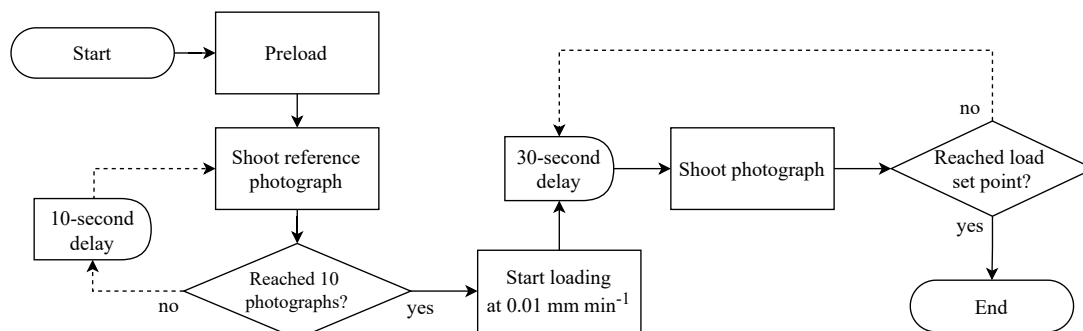 Start
Preload
Shoot reference
photograph
10-second
delay
Reached 10
photographs?
no
yes
Start loading
at 0.01 mm min⁻¹
30-second
delay
Shoot photograph
Reached load
set point?
no
yes
End